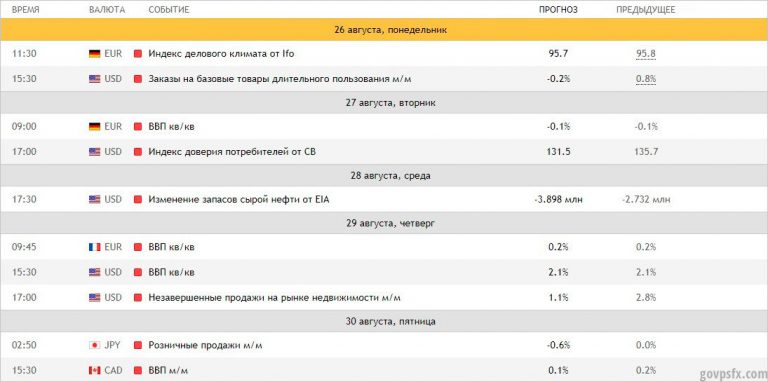 ВРЕМЯ ВАЛЮТА СОБЫТИЕ ПРОГНОЗ ПРЕДЫДУЩЕЕ
26 августа, понедельник
11:30 EUR Индекс делового климата от Ifo 95.7 95.8
15:30 USD Заказы на базовые товары длительного пользования м/м -0.2% 0.8%
27 августа, вторник
09:00 EUR ВВП кв/кв -0.1% -0.1%
17:00 USD Индекс доверия потребителей от CB 131.5 135.7
28 августа, среда
17:30 USD Изменение запасов сырой нефти от EIA -3.898 млн -2.732 млн
29 августа, четверг
09:45 EUR ВВП кв/кв 0.2% 0.2%
15:30 USD ВВП кв/кв 2.1% 2.1%
17:00 USD Незавершенные продажи на рынке недвижимости м/м 1.1% 2.8%
30 августа, пятница
02:50 JPY Розничные продажи м/м -0.6% 0.0%
15:30 CAD ВВП м/м 0.1% 0.2%
govpsfx.com